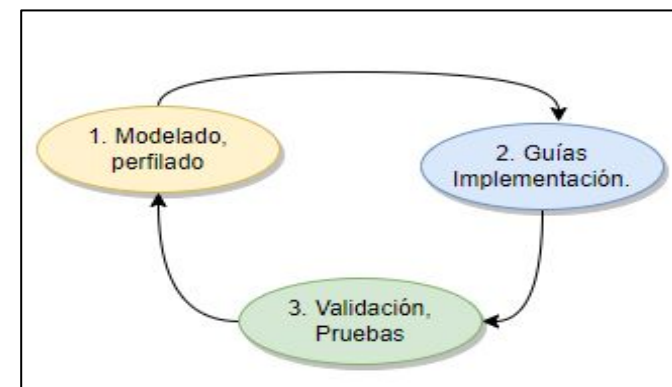 1. Modelado,
perfilado
2. Guías
Implementación.
3. Validación,
Pruebas